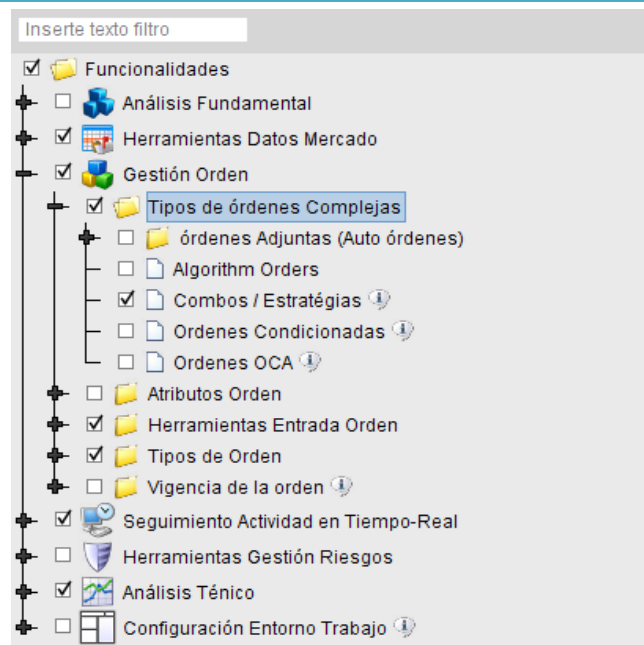 Inserte texto filtro
Funcionalidades
Análisis Fundamental
Herramientas Datos Mercado
Gestión Orden
Tipos de órdenes Complejas
órdenes Adjuntas (Auto órdenes)
Algorithm Orders
Combos / Estratégias
Ordenes Condicionadas
Ordenes OCA
Atributos Orden
Herramientas Entrada Orden
Tipos de Orden
Vigencia de la orden
Seguimiento Actividad en Tiempo-Real
Herramientas Gestión Riesgos
Análisis Ténico
Configuración Entorno Trabajo